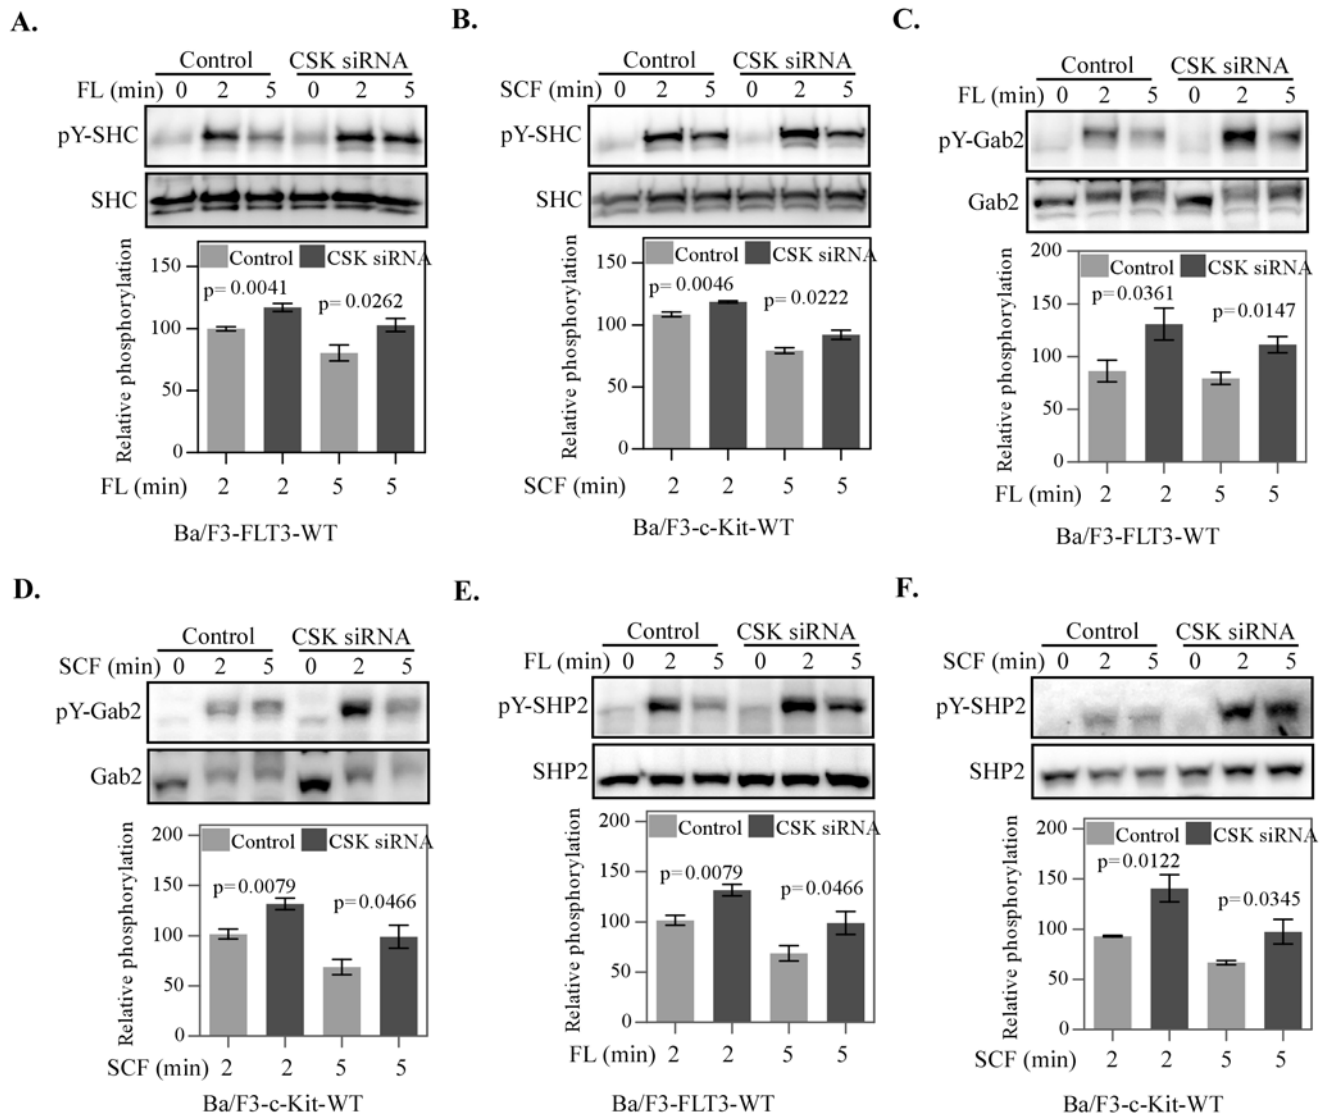 A.
Control CSK siRNA
FL (min) 0 2 5 0 2 5
pY-SHC
SHC
Relative phosphorylation
150
100
50
0
Control CSK siRNA
p= 0.0041
p= 0.0262
FL (min) 2 2 5 5
Ba/F3-FLT3-WT
B.
Control CSK siRNA
SCF (min) 0 2 5 0 2 5
pY-SHC
SHC
Relative phosphorylation
150
100
50
0
Control CSK siRNA
p= 0.0046
p= 0.0222
SCF (min) 2 2 5 5
Ba/F3-c-Kit-WT
C.
Control CSK siRNA
FL (min) 0 2 5 0 2 5
pY-Gab2
Gab2
Relative phosphorylation
200
150
100
50
0
Control CSK siRNA
p=0.0361
p=0.0147
FL (min) 2 2 5 5
Ba/F3-FLT3-WT
D.
Control CSK siRNA
SCF (min) 0 2 5 0 2 5
pY-Gab2
Gab2
Relative phosphorylation
200
150
100
50
0
Control CSK siRNA
p= 0.0079
p=0.0466
SCF (min) 2 2 5 5
Ba/F3-c-Kit-WT
E.
Control CSK siRNA
FL (min) 0 2 5 0 2 5
pY-SHP2
SHP2
Relative phosphorylation
200
150
100
50
0
Control CSK siRNA
p= 0.0079
p=0.0466
FL (min) 2 2 5 5
Ba/F3-FLT3-WT
F.
Control CSK siRNA
SCF (min) 0 2 5 0 2 5
pY-SHP2
SHP2
Relative phosphorylation
200
150
100
50
0
Control CSK siRNA
p=0.0122
p=0.0345
SCF (min) 2 2 5 5
Ba/F3-c-Kit-WT